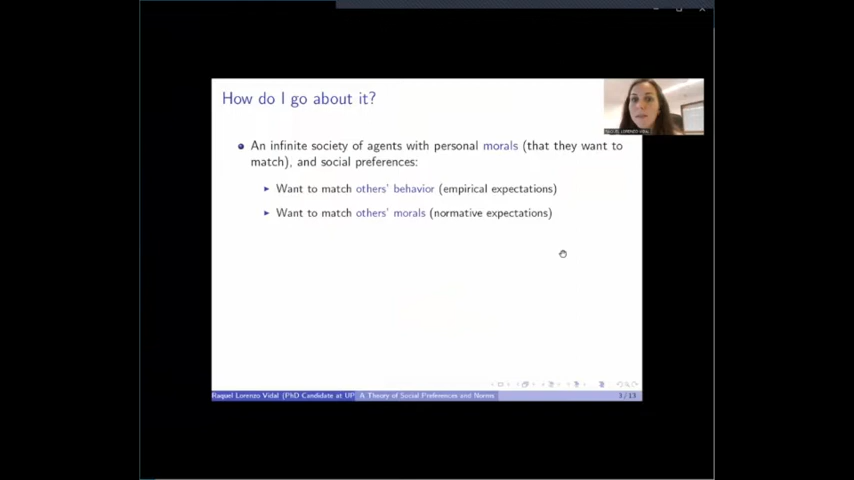 How do I go about it?
An infinite society of agents with personal morals (that they want to
match), and social preferences:
Want to match others' behavior (empirical expectations)
Want to match others' morals (normative expectations)
Raquel Lorenzo Vidal (PhD Candidate at UP
A Theory of Social Preferences and Norms
3 / 13
LORENZO VIDAL